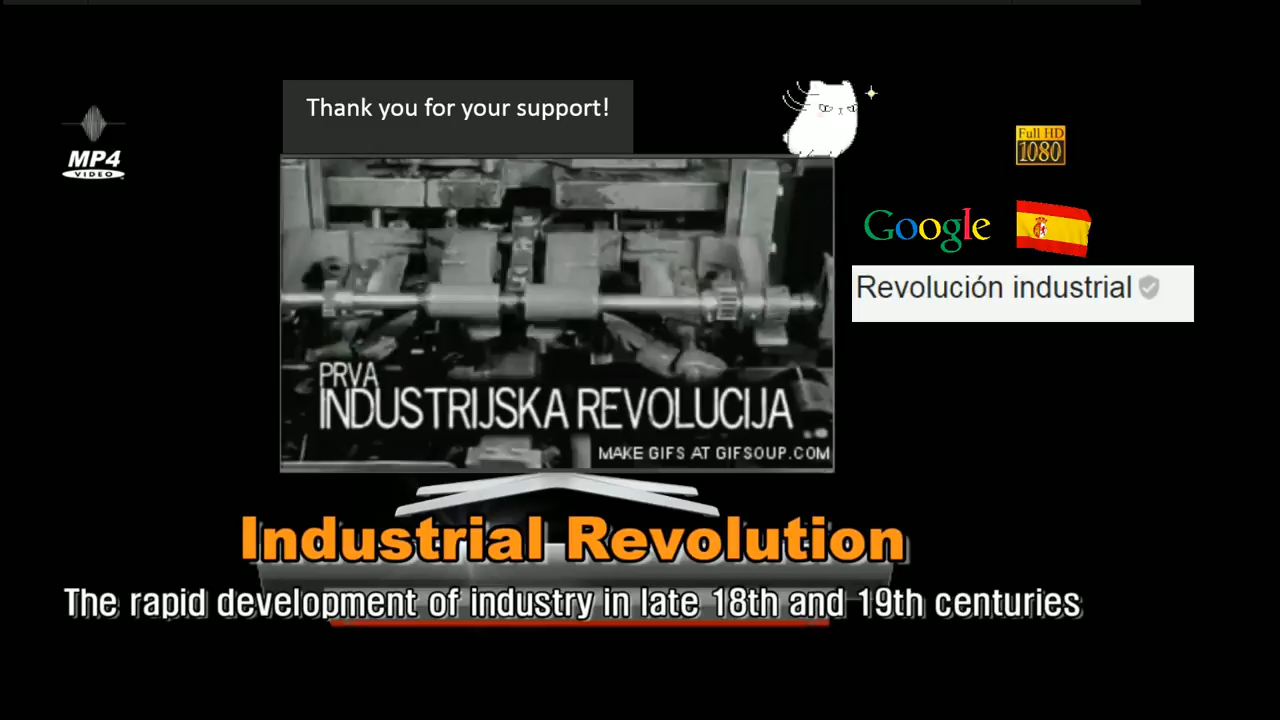 Thank you for your support!
MP4
VIDEO
Full HD
1080
Google
Revolución industrial
PRVA
INDUSTRIJSKA REVOLUCIJA
MAKE GIFS AT GIFSOUP.COM
Industrial Revolution
The rapid development of industry in late 18th and 19th centuries